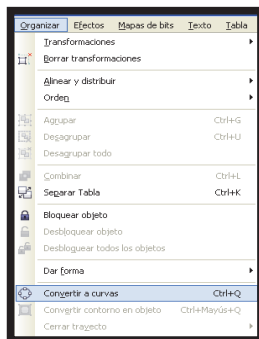 Organizar Efectos Mapas de bits Texto Tabla
Transformaciones
Borrar transformaciones
Alinear y distribuir
Orden
Agrupar Ctrl+G
Desagrupar Ctrl+U
Desagrupar todo
Combinar Ctrl+L
Separar Tabla Ctrl+K
Bloquear objeto
Desbloquear objeto
Desbloquear todos los objetos
Dar forma
Convertir a curvas Ctrl+Q
Convertir contorno en objeto Ctrl+Mayús+Q
Cerrar trayecto